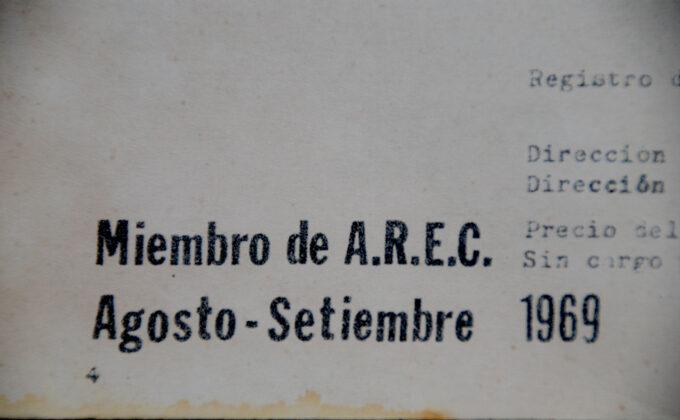 Registro
Direccion
Dirección
Precio del
Sin cargo
Miembro de A.R.E.C.
Agosto - Setiembre 1969
4